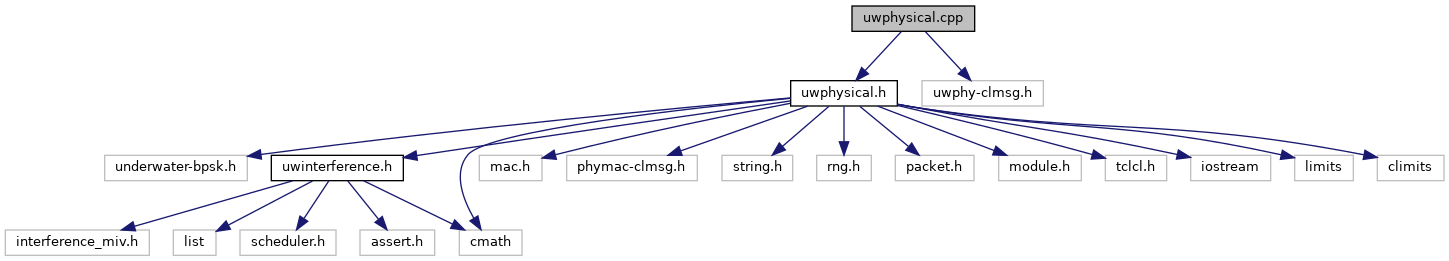 uwphysical.cpp
uwphysical.h
uwphy-clmsg.h
underwater-bpsk.h
uwinterference.h
mac.h
phymac-clmsg.h
string.h
rng.h
packet.h
module.h
tclcl.h
iostream
limits
climits
interference_miv.h
list
scheduler.h
assert.h
cmath